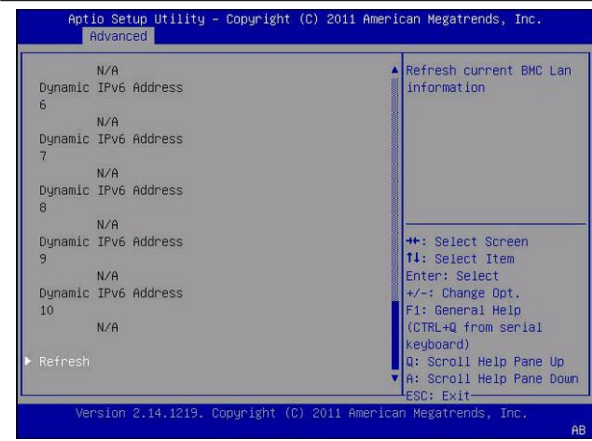 Aptio Setup Utility – Copyright (C) 2011 American Megatrends, Inc.
Advanced
N/A
Dynamic IPv6 Address
6
N/A
Dynamic IPv6 Address
7
N/A
Dynamic IPv6 Address
8
N/A
Dynamic IPv6 Address
9
N/A
Dynamic IPv6 Address
10
N/A
Refresh
Refresh current BMC Lan
information
→←: Select Screen
↑↓: Select Item
Enter: Select
+/-: Change Opt.
F1: General Help
(CTRL+Q from serial
keyboard)
Q: Scroll Help Pane Up
A: Scroll Help Pane Down
ESC: Exit
Version 2.14.1219. Copyright (C) 2011 American Megatrends, Inc.
AB